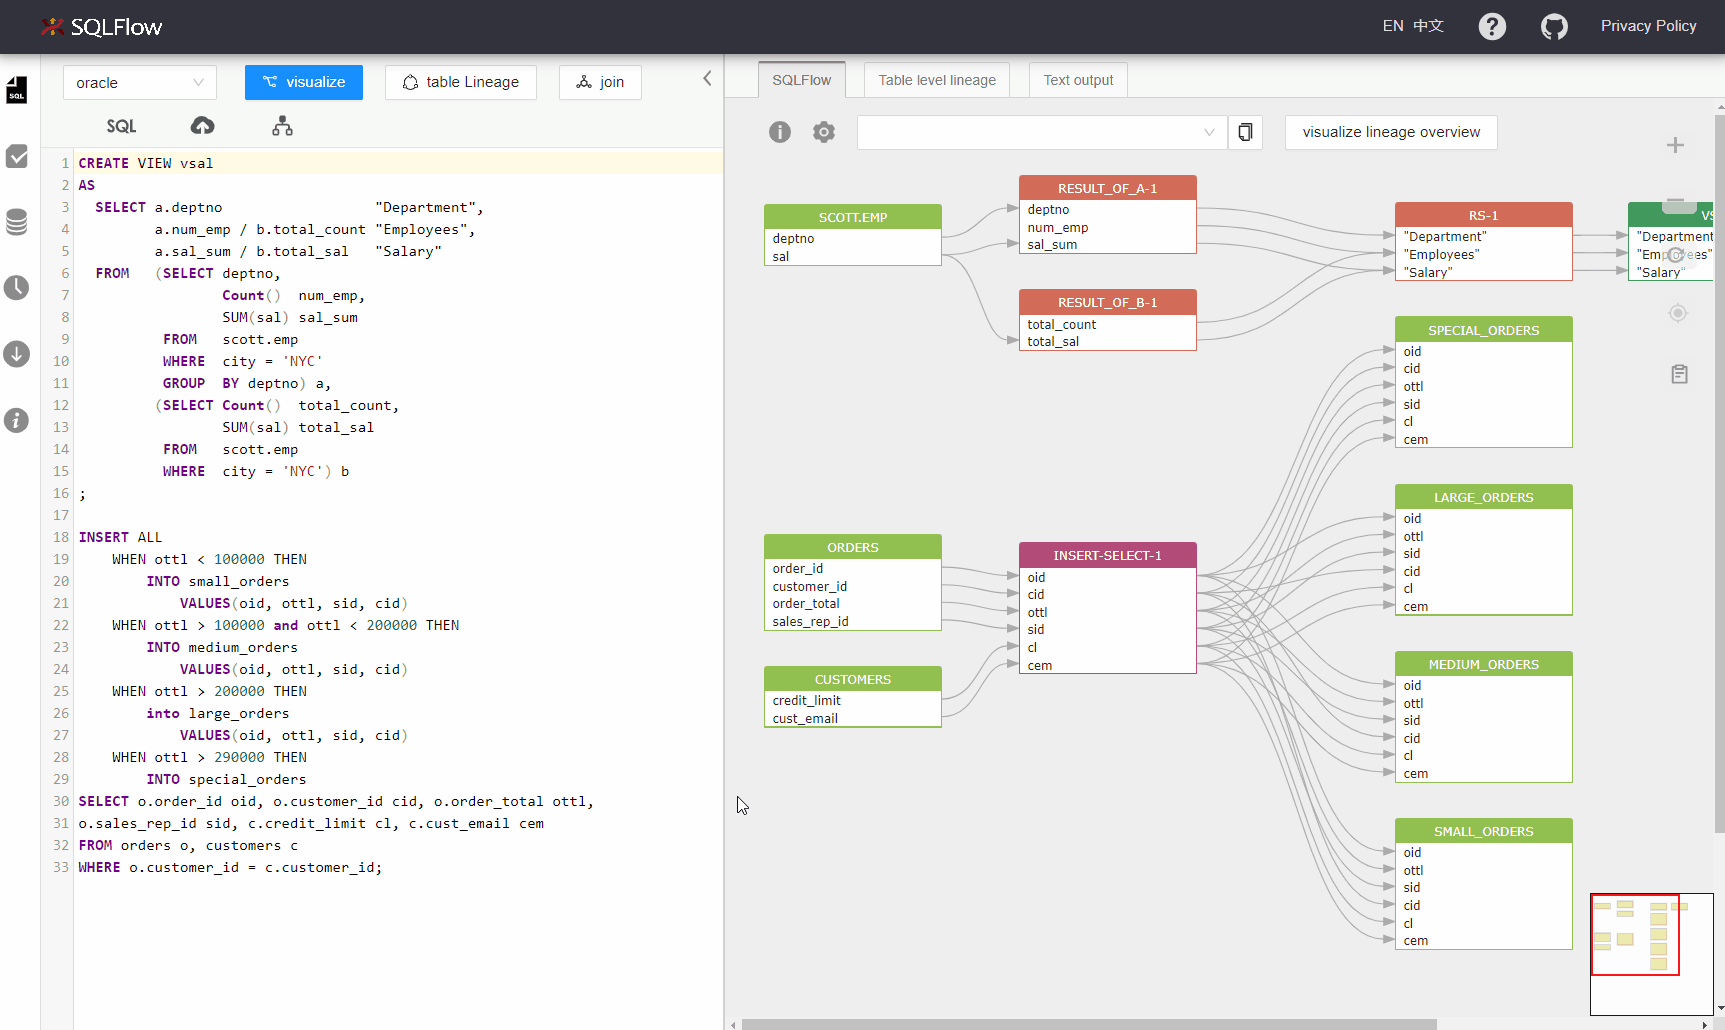 SQLFlow
EN 中文
Privacy Policy
SQL
oracle
visualize
table Lineage
join
SQL
1 CREATE VIEW vsal
2 AS
3   SELECT a.deptno                  "Department",
4          a.num_emp / b.total_count "Employees",
5          a.sal_sum / b.total_sal   "Salary"
6   FROM   (SELECT deptno,
7                  Count()  num_emp,
8                  SUM(sal) sal_sum
9           FROM   scott.emp
10          WHERE  city = 'NYC'
11          GROUP  BY deptno) a,
12         (SELECT Count()  total_count,
13                 SUM(sal) total_sal
14          FROM   scott.emp
15          WHERE  city = 'NYC') b
16 ;
17
18 INSERT ALL
19     WHEN ottl < 100000 THEN
20         INTO small_orders
21             VALUES(oid, ottl, sid, cid)
22     WHEN ottl > 100000 and ottl < 200000 THEN
23         INTO medium_orders
24             VALUES(oid, ottl, sid, cid)
25     WHEN ottl > 200000 THEN
26         into large_orders
27             VALUES(oid, ottl, sid, cid)
28     WHEN ottl > 290000 THEN
29         INTO special_orders
30 SELECT o.order_id oid, o.customer_id cid, o.order_total ottl,
31 o.sales_rep_id sid, c.credit_limit cl, c.cust_email cem
32 FROM orders o, customers c
33 WHERE o.customer_id = c.customer_id;
SQLFlow
Table level lineage
Text output
visualize lineage overview
SCOTT.EMP
deptno
sal
RESULT_OF_A-1
deptno
num_emp
sal_sum
RESULT_OF_B-1
total_count
total_sal
RS-1
"Department"
"Employees"
"Salary"
VS
"Department
"Employees"
"Salary"
ORDERS
order_id
customer_id
order_total
sales_rep_id
CUSTOMERS
credit_limit
cust_email
INSERT-SELECT-1
oid
cid
ottl
sid
cl
cem
SPECIAL_ORDERS
oid
cid
ottl
sid
cl
cem
LARGE_ORDERS
oid
ottl
sid
cid
cl
cem
MEDIUM_ORDERS
oid
ottl
sid
cid
cl
cem
SMALL_ORDERS
oid
ottl
sid
cid
cl
cem